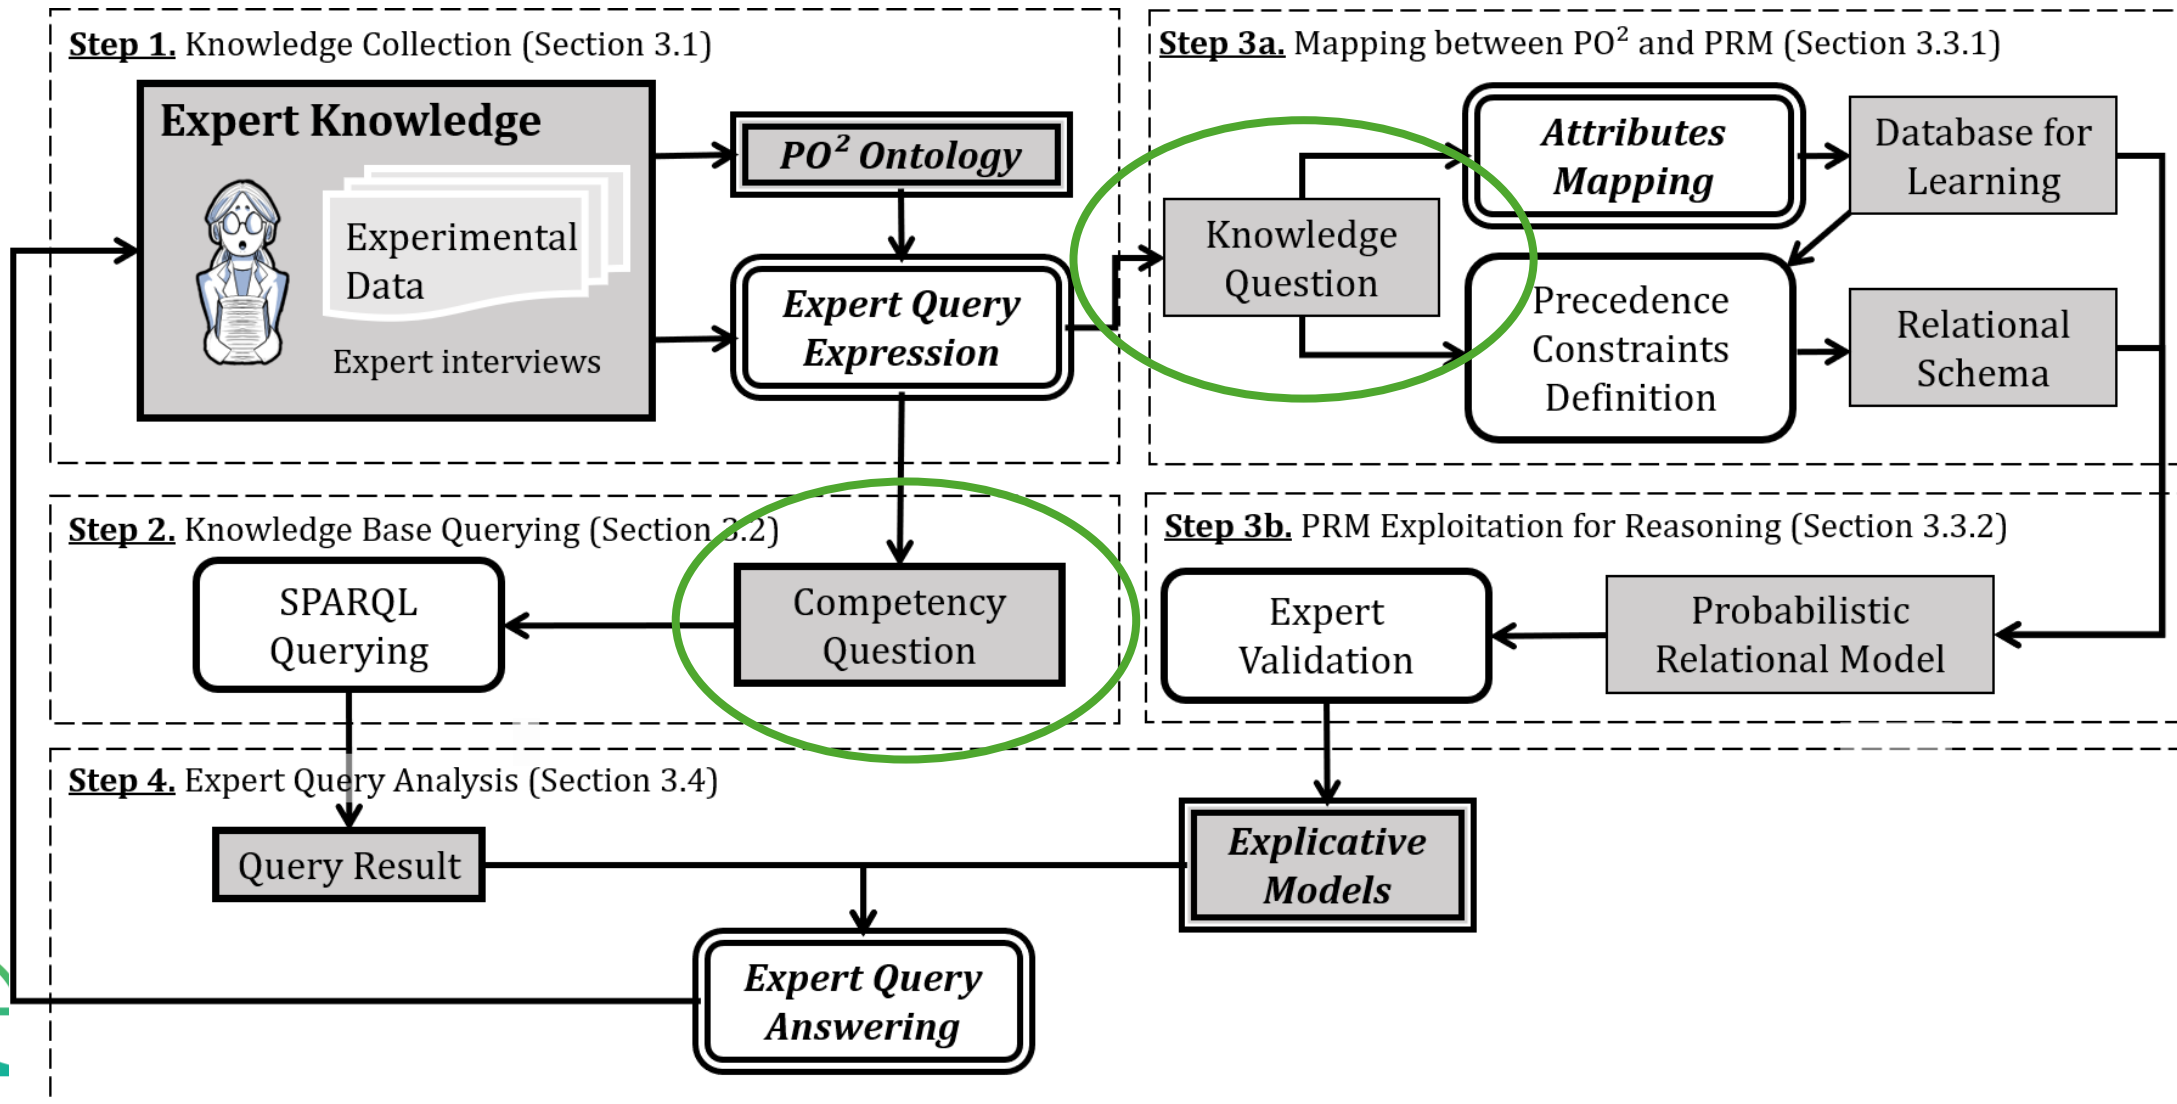 Step 1. Knowledge Collection (Section 3.1)
Expert Knowledge
Experimental
Data
Expert interviews
PO² Ontology
Expert Query
Expression
Step 3a. Mapping between PO² and PRM (Section 3.3.1)
Knowledge
Question
Attributes
Mapping
Database for
Learning
Precedence
Constraints
Definition
Relational
Schema
Step 2. Knowledge Base Querying (Section 3.2)
SPARQL
Querying
Competency
Question
Step 3b. PRM Exploitation for Reasoning (Section 3.3.2)
Expert
Validation
Probabilistic
Relational Model
Step 4. Expert Query Analysis (Section 3.4)
Query Result
Explicative
Models
Expert Query
Answering